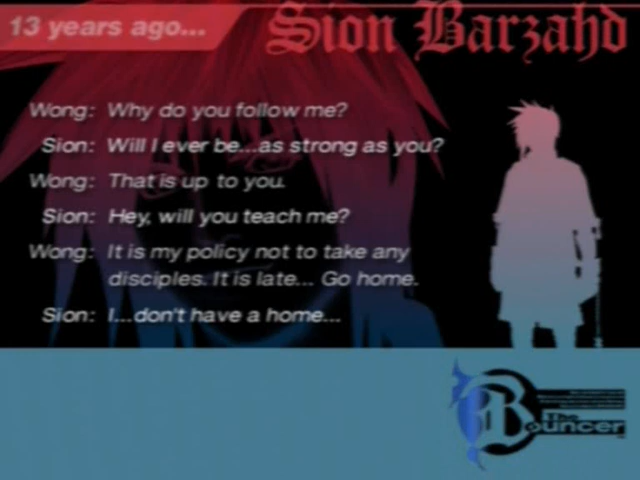 13 years ago...
Sion Barzahd
Wong: Why do you follow me?
Sion: Will I ever be...as strong as you?
Wong: That is up to you.
Sion: Hey, will you teach me?
Wong: It is my policy not to take any
disciples. It is late... Go home.
Sion: I...don't have a home...
The
Bouncer